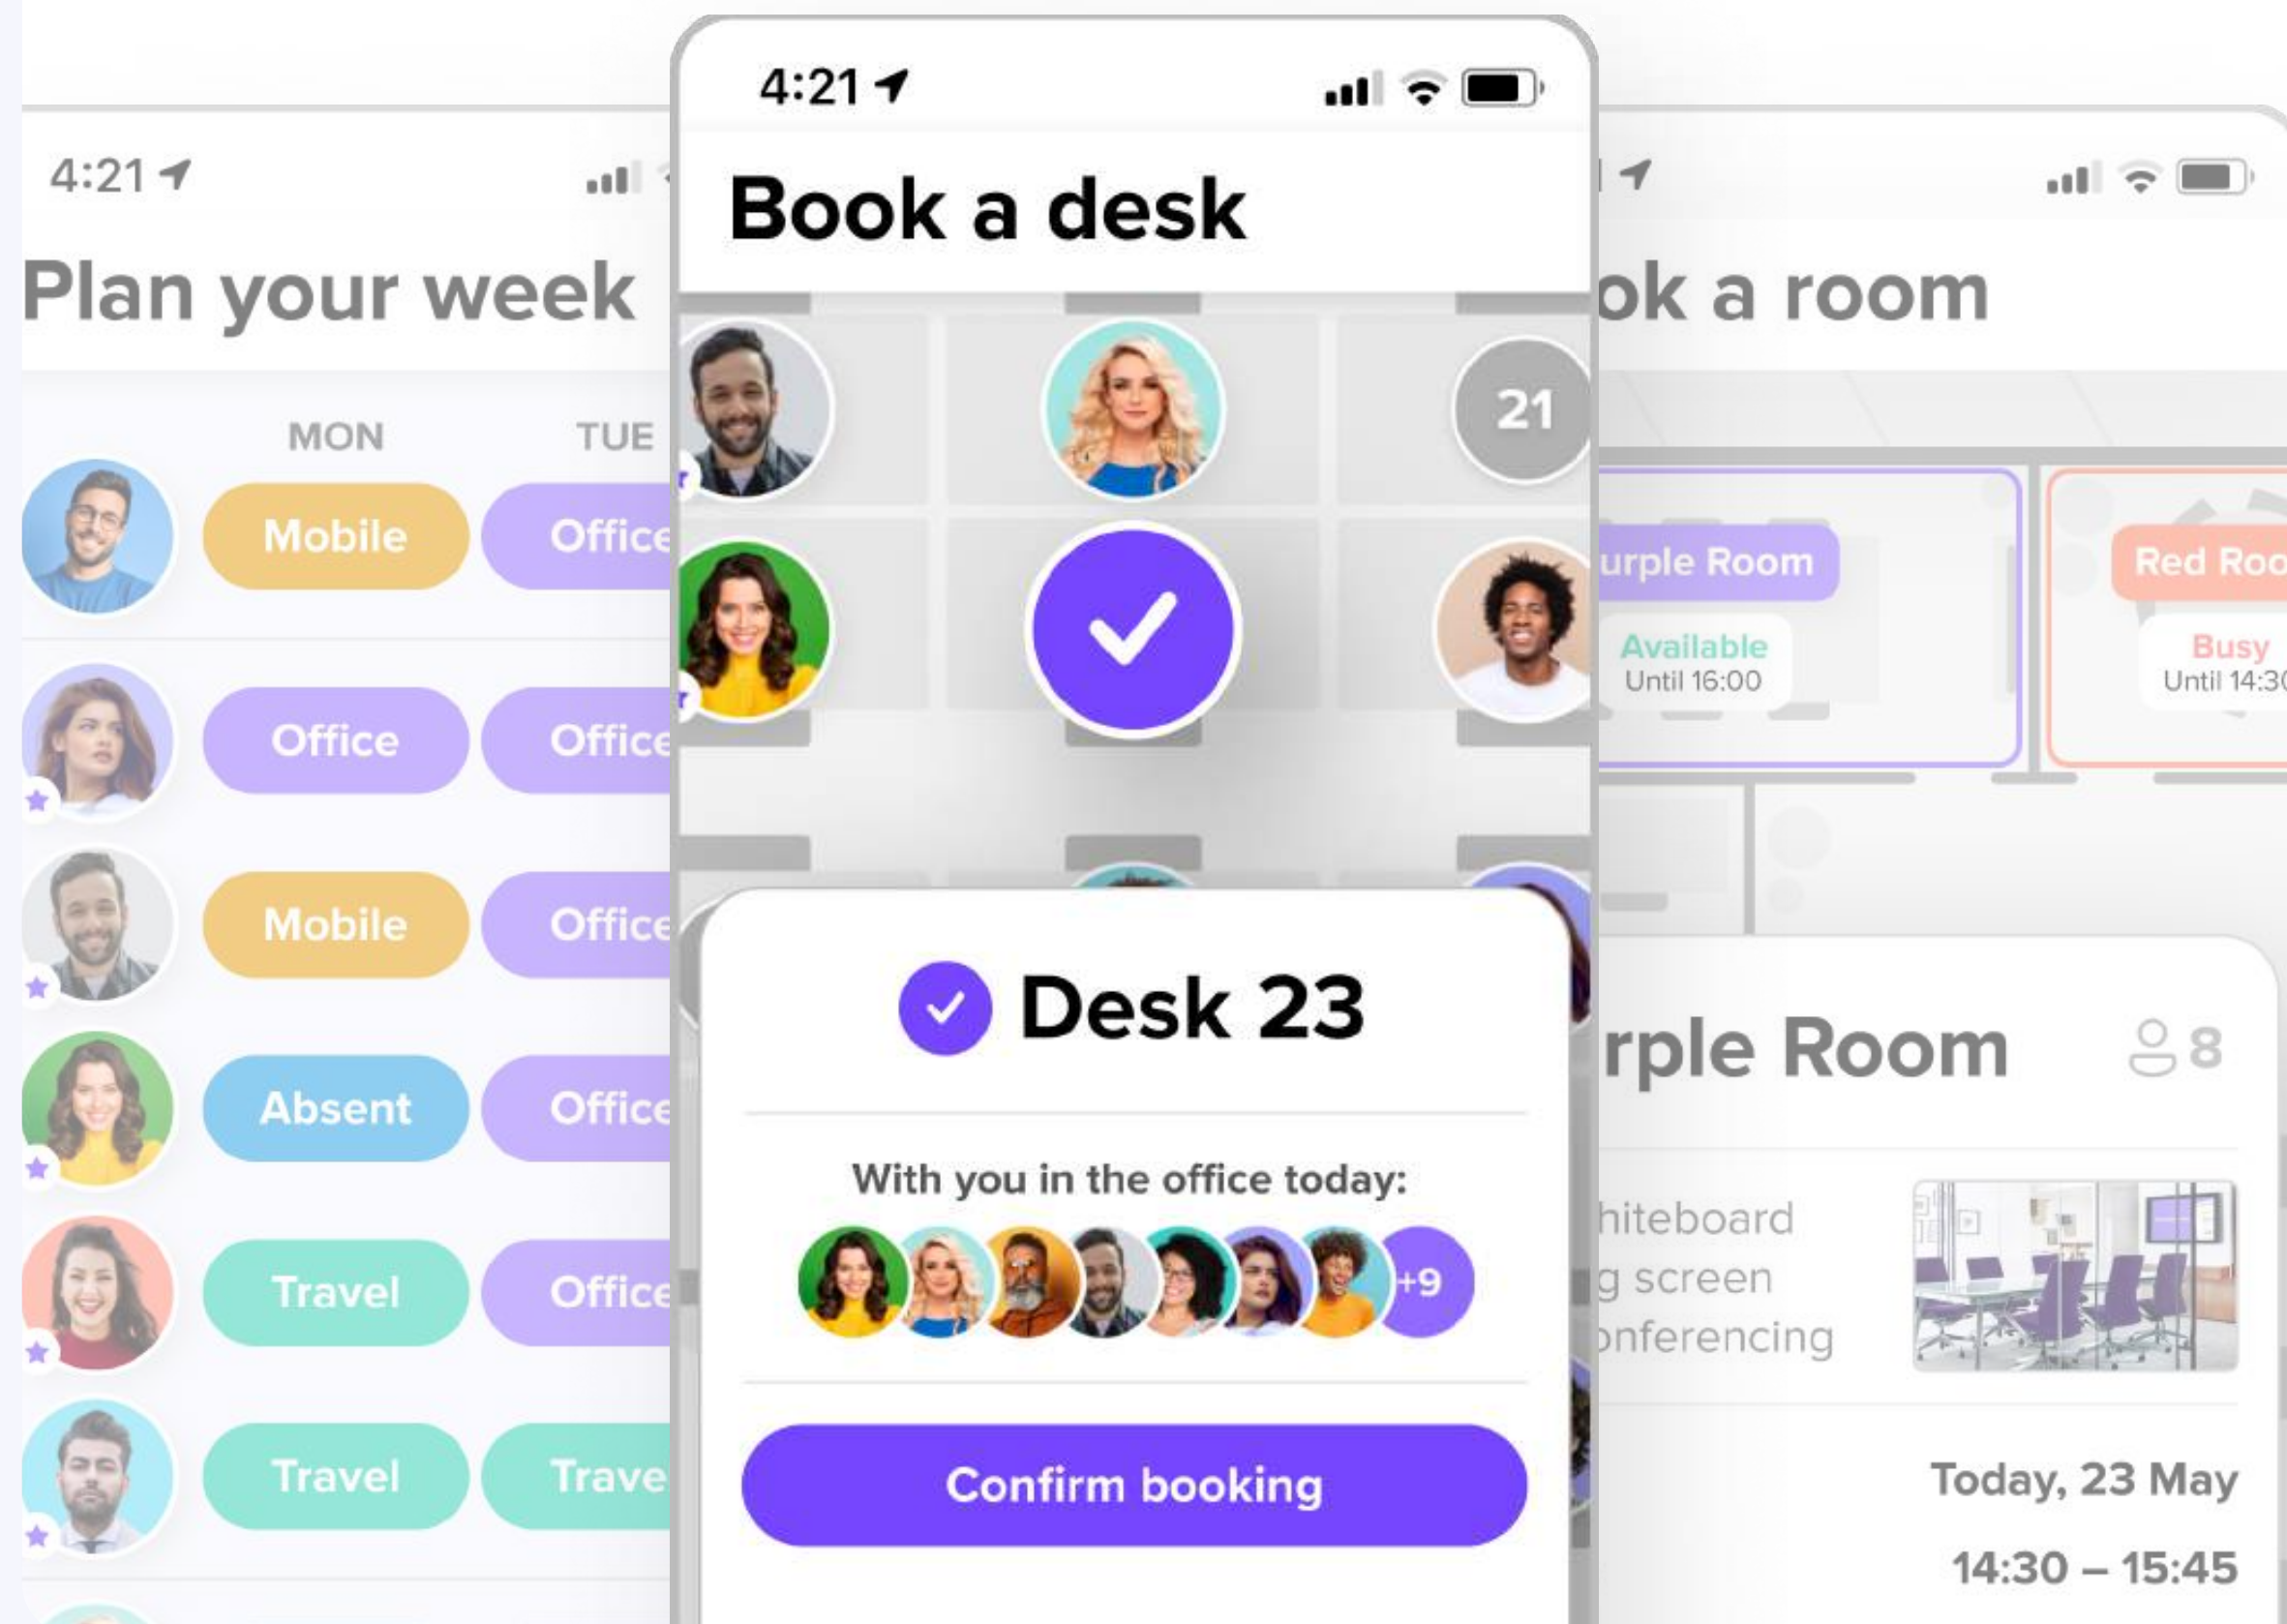 4:21
Plan your week
MON TUE
Mobile Office
Office Office
Mobile Office
Absent Office
Travel Office
Travel Trave
4:21
Book a desk
21
Desk 23
With you in the office today:
+9
Confirm booking
ok a room
urple Room
Available
Until 16:00
Red Roo
Busy
Until 14:30
rple Room
8
hiteboard
g screen
onferencing
Today, 23 May
14:30 – 15:45